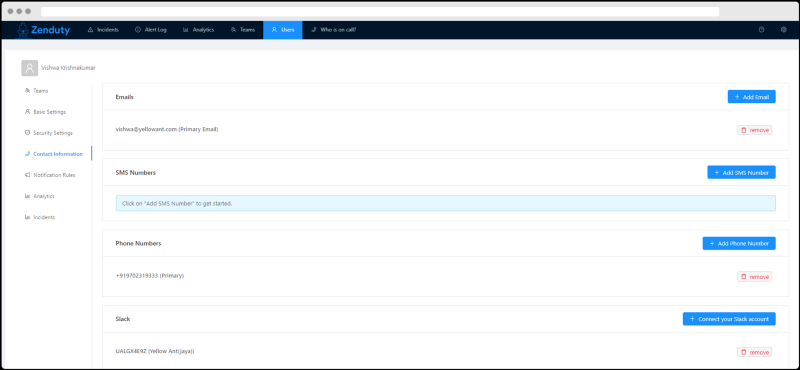 Zenduty Incidents Alert Log Analytics Teams Users Who is on call?
Vishwa Krishnakumar
Teams
Basic Settings
Security Settings
Contact Information
Notification Rules
Analytics
Incidents
Emails + Add Email
vishwa@yellowant.com (Primary Email) remove
SMS Numbers + Add SMS Number
Click on "Add SMS Number" to get started.
Phone Numbers + Add Phone Number
+919702319333 (Primary) remove
Slack + Connect your Slack account
UALGX4E9Z (Yellow Ant(jaya)) remove